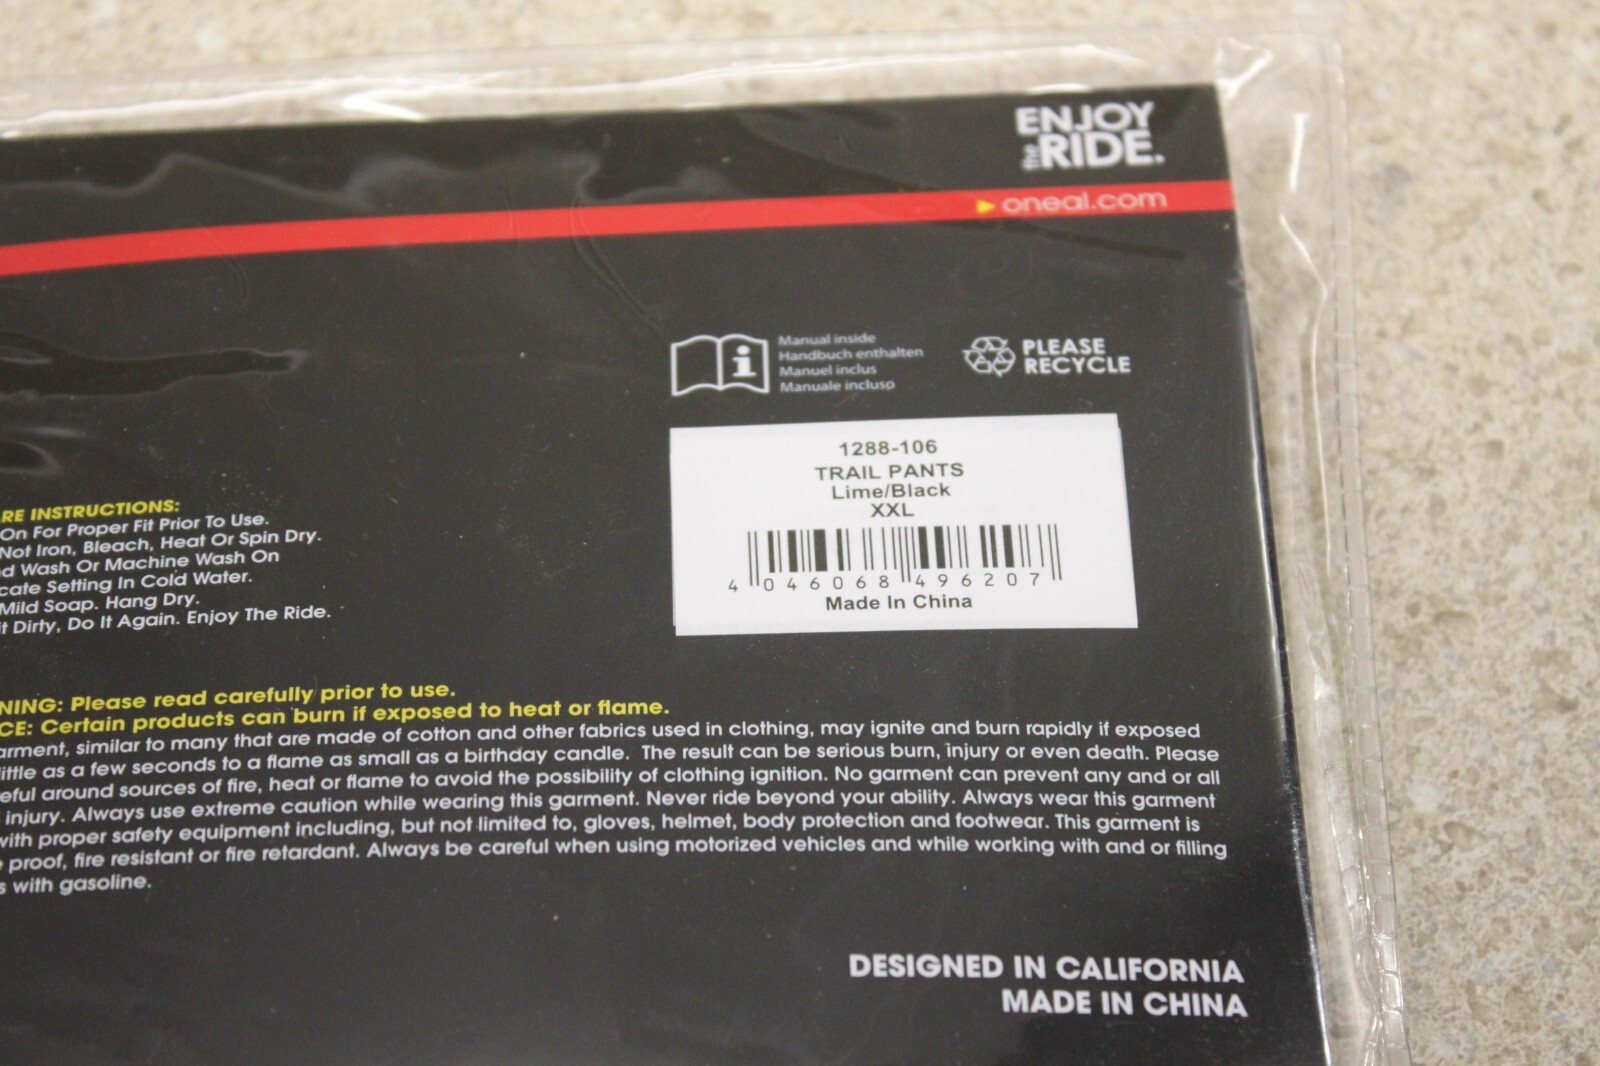 ENJOY
the RIDE.
oneal.com
Manual inside
Handbuch enthalten
Manuel inclus
Manuale incluso
PLEASE
RECYCLE
1288-106
TRAIL PANTS
Lime/Black
XXL
4 046068 496207
Made In China
RE INSTRUCTIONS:
On For Proper Fit Prior To Use.
Not Iron, Bleach, Heat Or Spin Dry.
d Wash Or Machine Wash On
cate Setting In Cold Water.
Mild Soap. Hang Dry.
t Dirty, Do It Again. Enjoy The Ride.
NING: Please read carefully prior to use.
CE: Certain products can burn if exposed to heat or flame.
arment, similar to many that are made of cotton and other fabrics used in clothing, may ignite and burn rapidly if exposed
ittle as a few seconds to a flame as small as a birthday candle. The result can be serious burn, injury or even death. Please
eful around sources of fire, heat or flame to avoid the possibility of clothing ignition. No garment can prevent any and or all
injury. Always use extreme caution while wearing this garment. Never ride beyond your ability. Always wear this garment
with proper safety equipment including, but not limited to, gloves, helmet, body protection and footwear. This garment is
proof, fire resistant or fire retardant. Always be careful when using motorized vehicles and while working with and or filling
s with gasoline.
DESIGNED IN CALIFORNIA
MADE IN CHINA